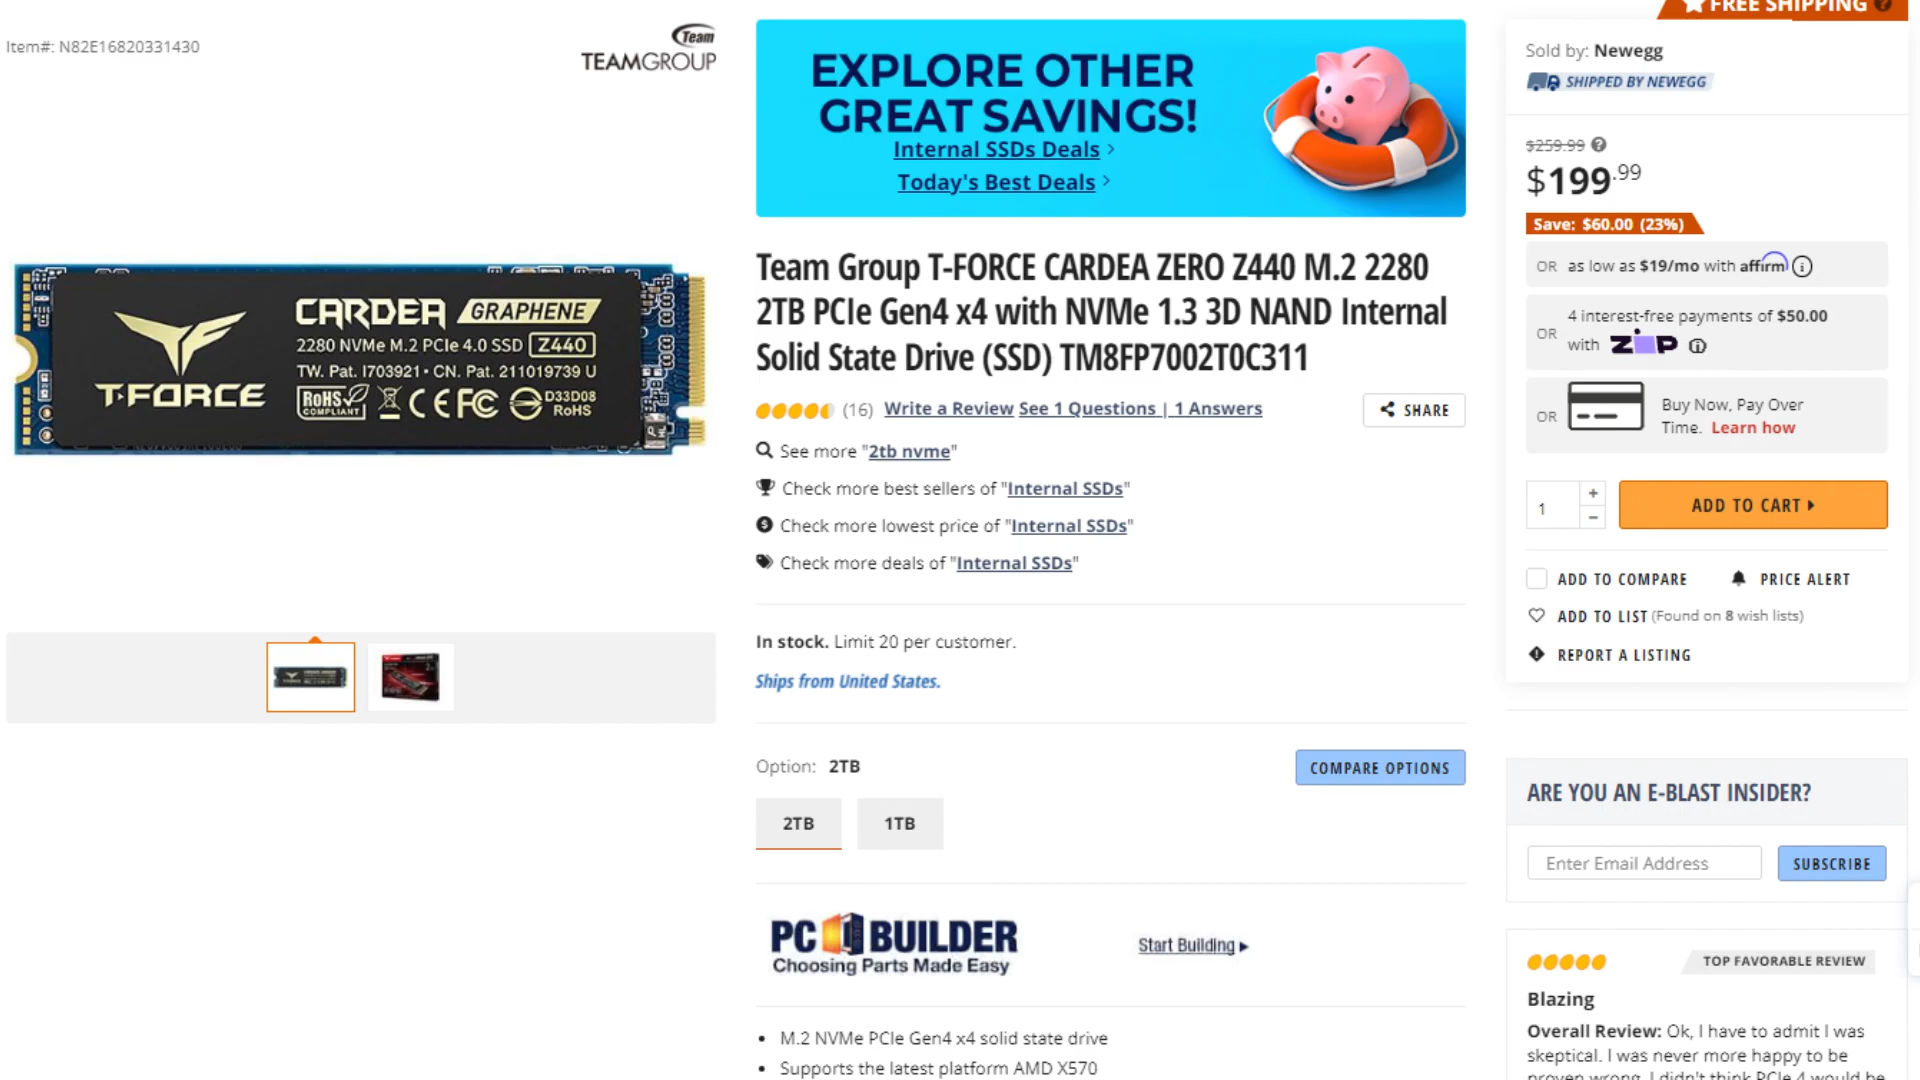 Item#: N82E16820331430
Team
TEAMGROUP
CARDEA GRAPHENE
2280 NVMe M.2 PCIe 4.0 SSD Z440
TW. Pat. I703921 • CN. Pat. 211019739 U
T-FORCE
RoHS
COMPLIANT
CE FC
D33D08
RoHS
EXPLORE OTHER
GREAT SAVINGS!
Internal SSDs Deals
Today's Best Deals
Team Group T-FORCE CARDEA ZERO Z440 M.2 2280
2TB PCIe Gen4 x4 with NVMe 1.3 3D NAND Internal
Solid State Drive (SSD) TM8FP7002T0C311
(16) Write a Review See 1 Questions | 1 Answers
SHARE
See more "2tb nvme"
Check more best sellers of "Internal SSDs"
Check more lowest price of "Internal SSDs"
Check more deals of "Internal SSDs"
In stock. Limit 20 per customer.
Ships from United States.
Option: 2TB
COMPARE OPTIONS
2TB
1TB
PC BUILDER
Choosing Parts Made Easy
Start Building
• M.2 NVMe PCIe Gen4 x4 solid state drive
• Supports the latest platform AMD X570
FREE SHIPPING
Sold by: Newegg
SHIPPED BY NEWEGG
$259.99
$199.99
Save: $60.00 (23%)
OR as low as $19/mo with affirm
4 interest-free payments of $50.00
OR
with ZIP
Buy Now, Pay Over
OR
Time. Learn how
1
+
−
ADD TO CART
ADD TO COMPARE
PRICE ALERT
ADD TO LIST (Found on 8 wish lists)
REPORT A LISTING
ARE YOU AN E-BLAST INSIDER?
Enter Email Address
SUBSCRIBE
TOP FAVORABLE REVIEW
Blazing
Overall Review: Ok, I have to admit I was
skeptical. I was never more happy to be
proven wrong. I didn't think PCIe 4 would be